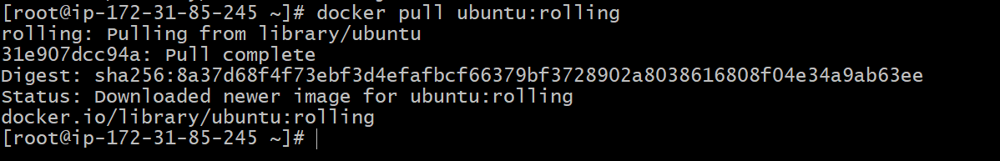 [root@ip-172-31-85-245 ~]# docker pull ubuntu:rolling
rolling: Pulling from library/ubuntu
31e907dcc94a: Pull complete
Digest: sha256:8a37d68f4f73ebf3d4efafbcf66379bf3728902a8038616808f04e34a9ab63ee
Status: Downloaded newer image for ubuntu:rolling
docker.io/library/ubuntu:rolling
[root@ip-172-31-85-245 ~]#